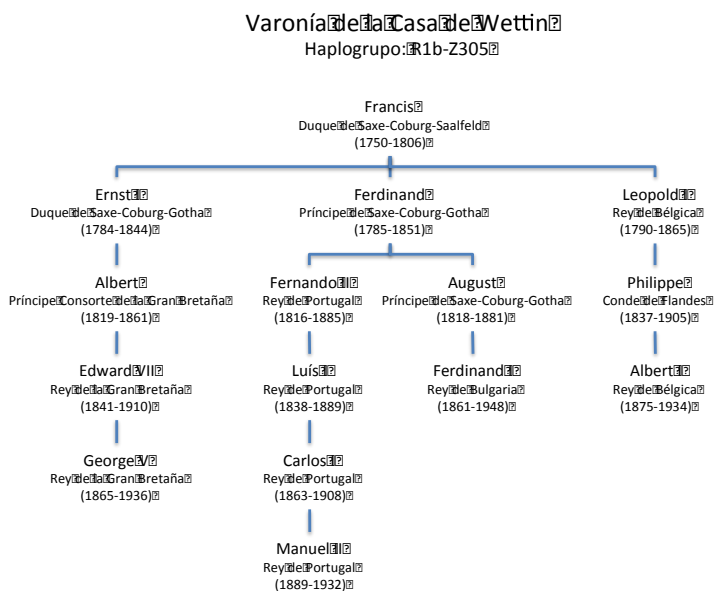 Varonía de la Casa de Wettin
Haplogrupo: R1b-Z305
Francis
Duque de Saxe-Coburg-Saalfeld
(1750-1806)
Ernst I
Duque de Saxe-Coburg-Gotha
(1784-1844)
Ferdinand
Príncipe de Saxe-Coburg-Gotha
(1785-1851)
Leopold I
Rey de Bélgica
(1790-1865)
Albert
Príncipe Consorte de la Gran Bretaña
(1819-1861)
Fernando II
Rey de Portugal
(1816-1885)
August
Príncipe de Saxe-Coburg-Gotha
(1818-1881)
Philippe
Conde de Flandes
(1837-1905)
Edward VII
Rey de la Gran Bretaña
(1841-1910)
Luís I
Rey de Portugal
(1838-1889)
Ferdinand I
Rey de Bulgaria
(1861-1948)
Albert I
Rey de Bélgica
(1875-1934)
George V
Rey de la Gran Bretaña
(1865-1936)
Carlos I
Rey de Portugal
(1863-1908)
Manuel II
Rey de Portugal
(1889-1932)